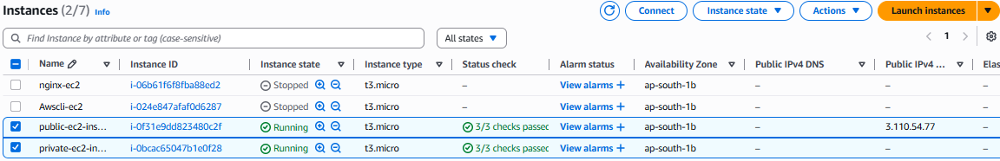 Instances (2/7) Info Connect Instance state Actions Launch instances
Find Instance by attribute or tag (case-sensitive) All states 1
Name Instance ID Instance state Instance type Status check Alarm status Availability Zone Public IPv4 DNS Public IPv4 ... Elas
nginx-ec2 i-06b61f6f8fba88ed2 Stopped t3.micro – View alarms + ap-south-1b – – –
Awscli-ec2 i-024e847afaf0d6287 Stopped t3.micro – View alarms + ap-south-1b – – –
public-ec2-ins... i-0f31e9dd823480c2f Running t3.micro 3/3 checks passec View alarms + ap-south-1b – 3.110.54.77 –
private-ec2-in... i-0bcac65047b1e0f28 Running t3.micro 3/3 checks passec View alarms + ap-south-1b – – –